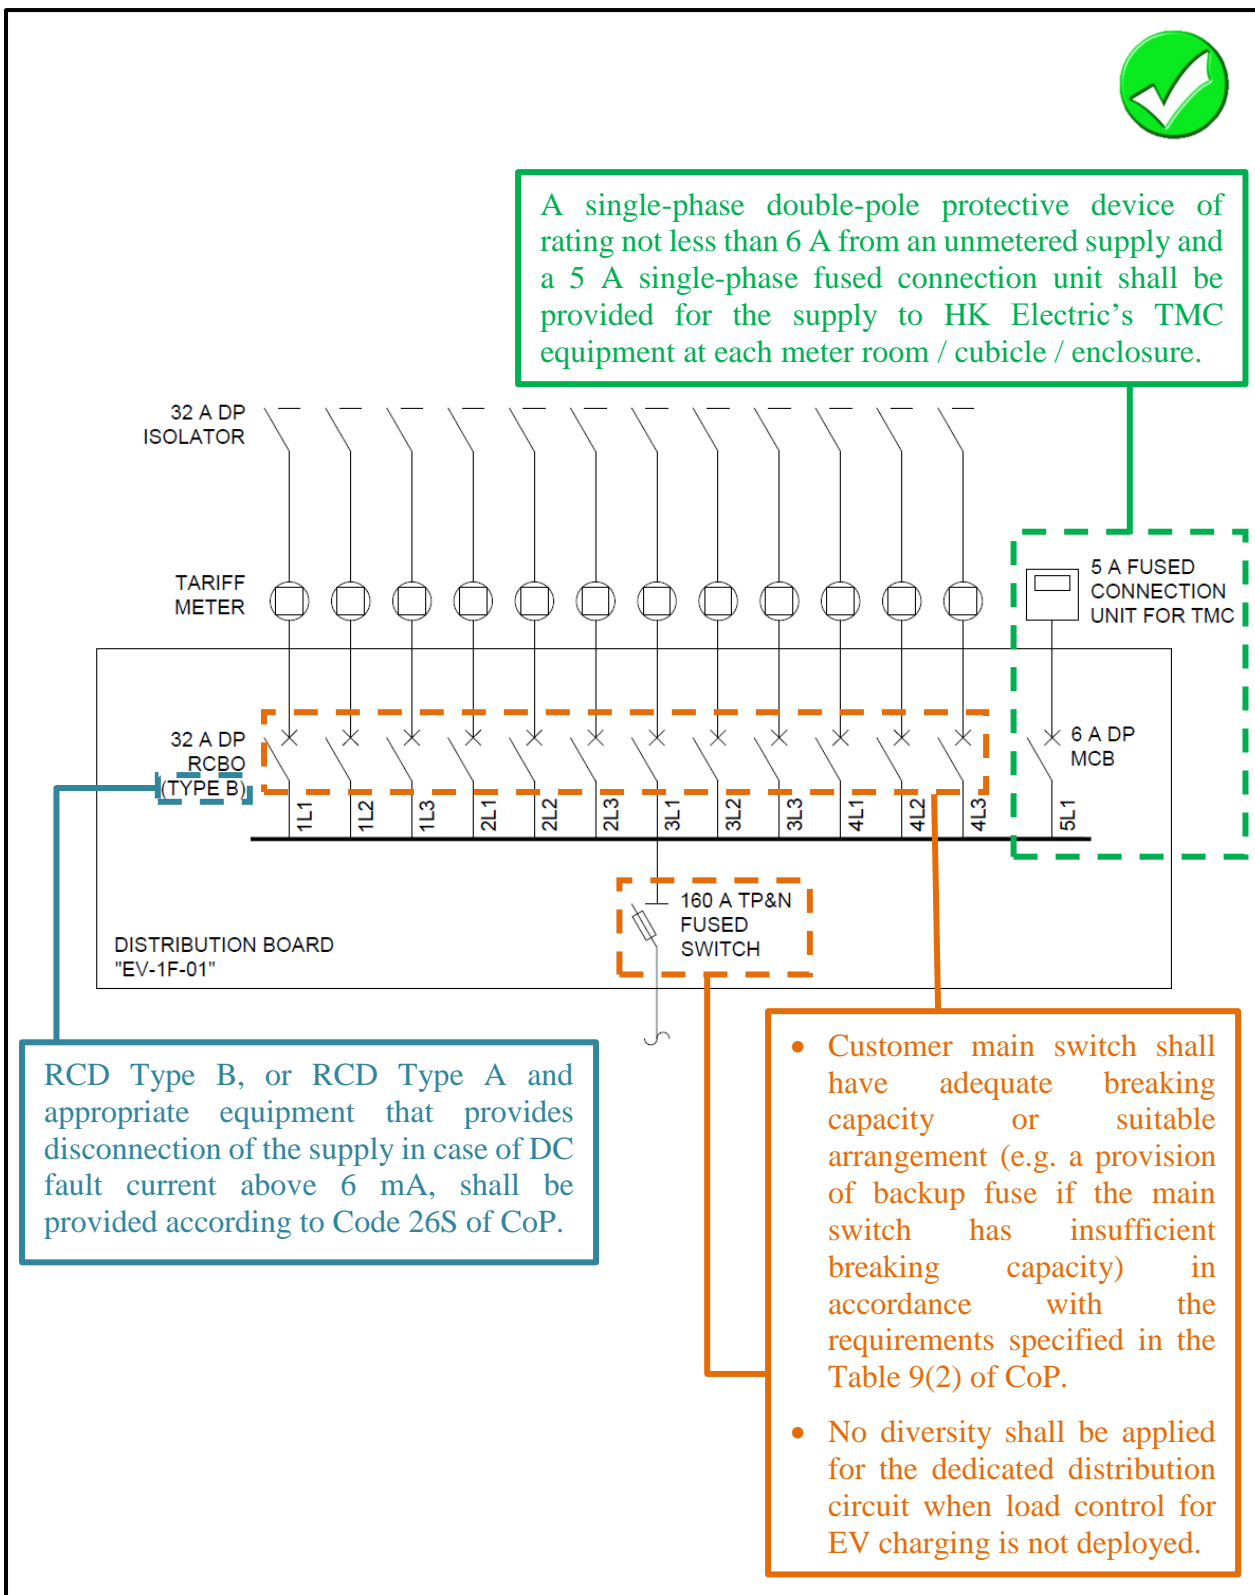 A single-phase double-pole protective device of
rating not less than 6 A from an unmetered supply and
a 5 A single-phase fused connection unit shall be
provided for the supply to HK Electric's TMC
equipment at each meter room / cubicle / enclosure.
32 A DP
ISOLATOR
TARIFF
METER
5 A FUSED
CONNECTION
UNIT FOR TMC
32 A DP
RCBO
(TYPE B)
6 A DP
MCB
1L1
1L2
1L3
2L1
2L2
2L3
3L1
3L2
3L3
4L1
4L2
4L3
5L1
160 A TP&N
FUSED
SWITCH
DISTRIBUTION BOARD
"EV-1F-01"
RCD Type B, or RCD Type A and
appropriate equipment that provides
disconnection of the supply in case of DC
fault current above 6 mA, shall be
provided according to Code 26S of CoP.
• Customer main switch shall
have adequate breaking
capacity or suitable
arrangement (e.g. a provision
of backup fuse if the main
switch has insufficient
breaking capacity) in
accordance with the
requirements specified in the
Table 9(2) of CoP.
• No diversity shall be applied
for the dedicated distribution
circuit when load control for
EV charging is not deployed.